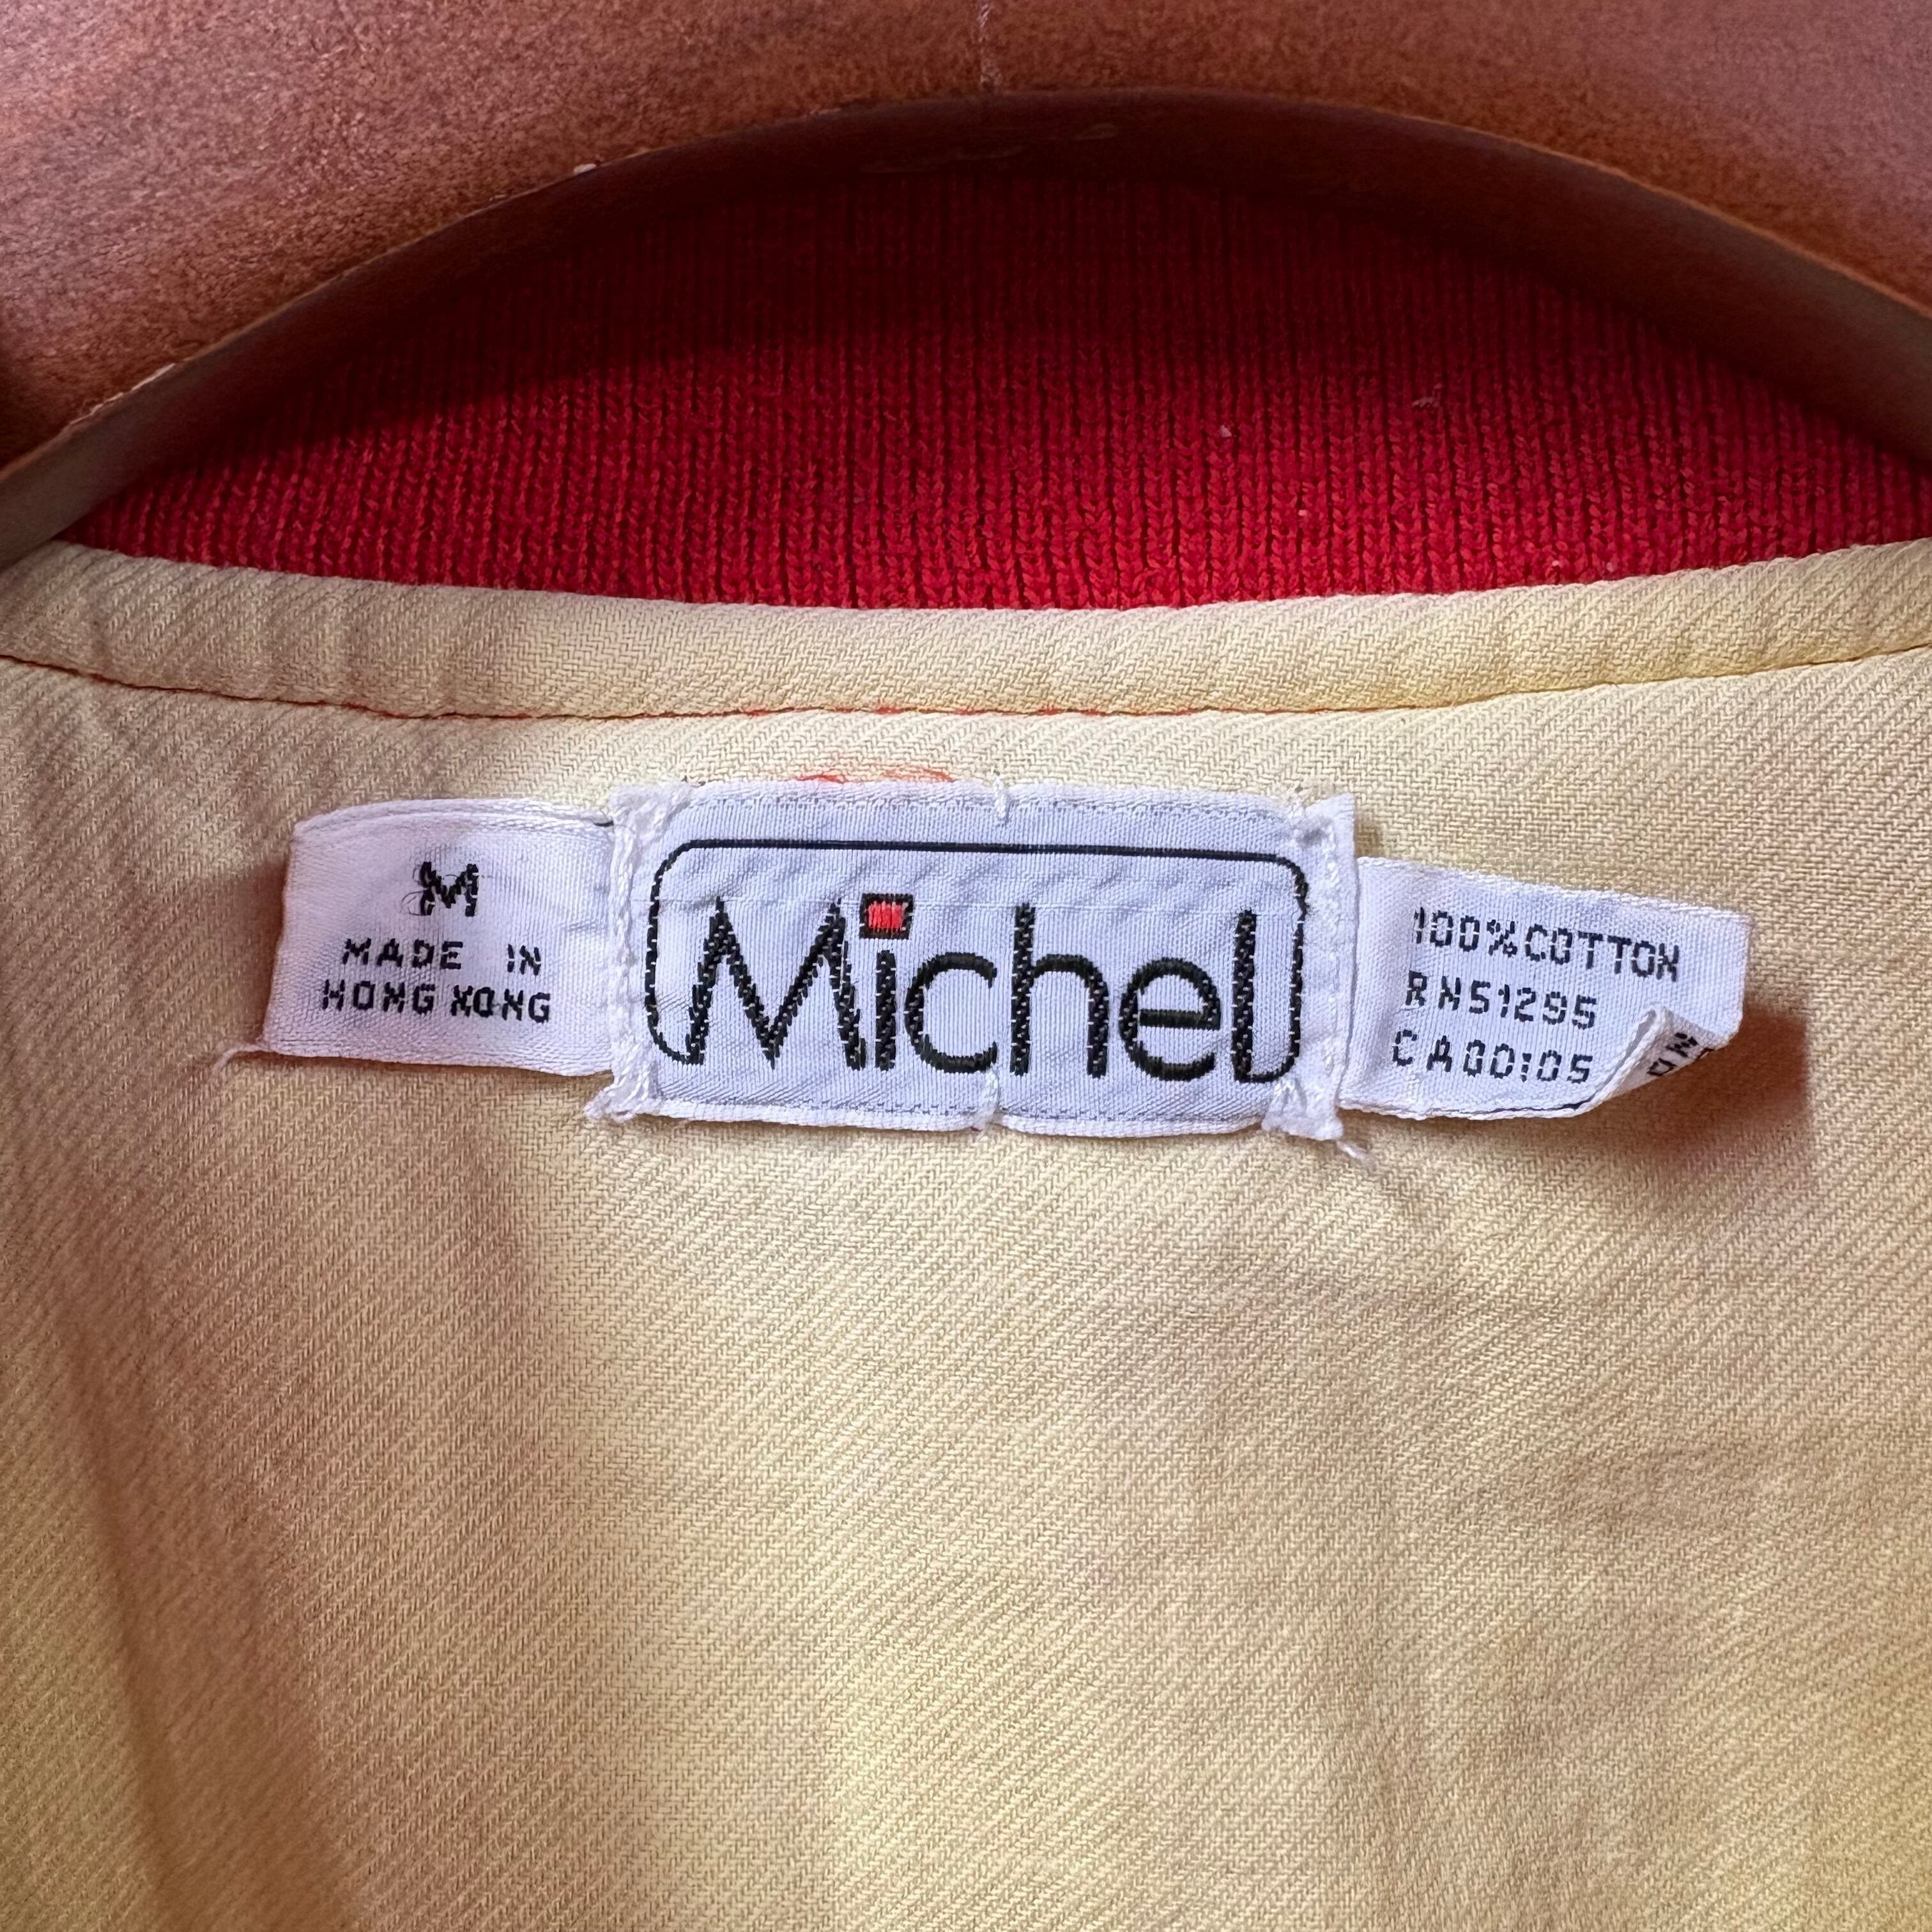 M
MADE IN
HONG KONG
Michel
100% COTTON
RN51295
CA00105